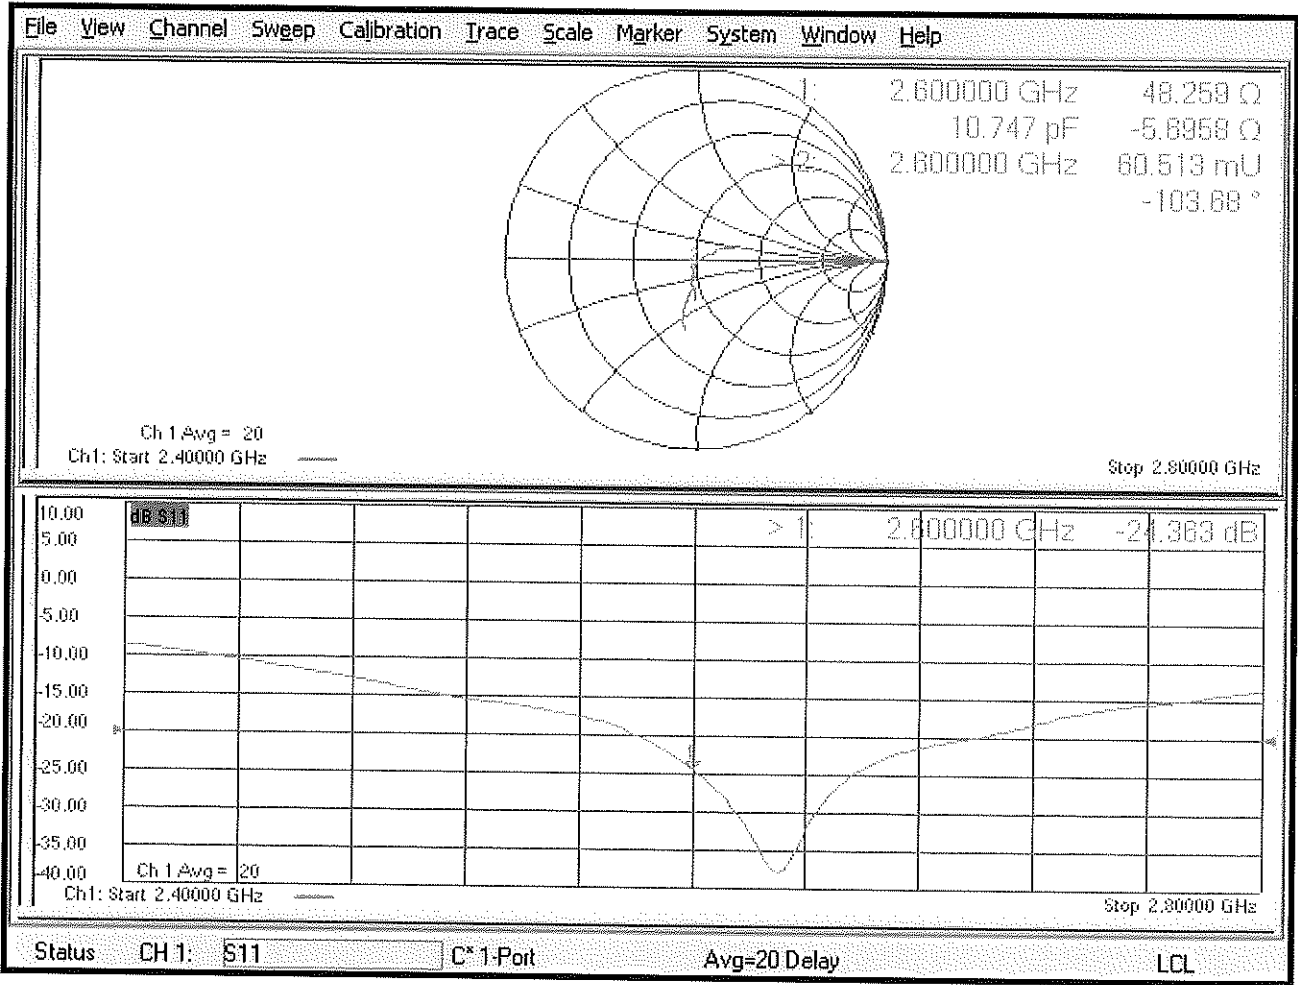 File View Channel Sweep Calibration Trace Scale Marker System Window Help
1: 2.600000 GHz 48.259 Ω
10.747 pF -5.6958 Ω
> 2: 2.600000 GHz 60.513 mU
-103.68 °
Ch 1 Avg = 20
Ch1: Start 2.40000 GHz
Stop 2.80000 GHz
10.00
dB S11
> 1: 2.600000 GHz -24.363 dB
5.00
0.00
-5.00
-10.00
-15.00
-20.00
-25.00
-30.00
-35.00
-40.00
Ch 1 Avg = 20
Ch1: Start 2.40000 GHz
Stop 2.80000 GHz
Status CH 1: S11 C* 1-Port Avg=20 Delay LCL